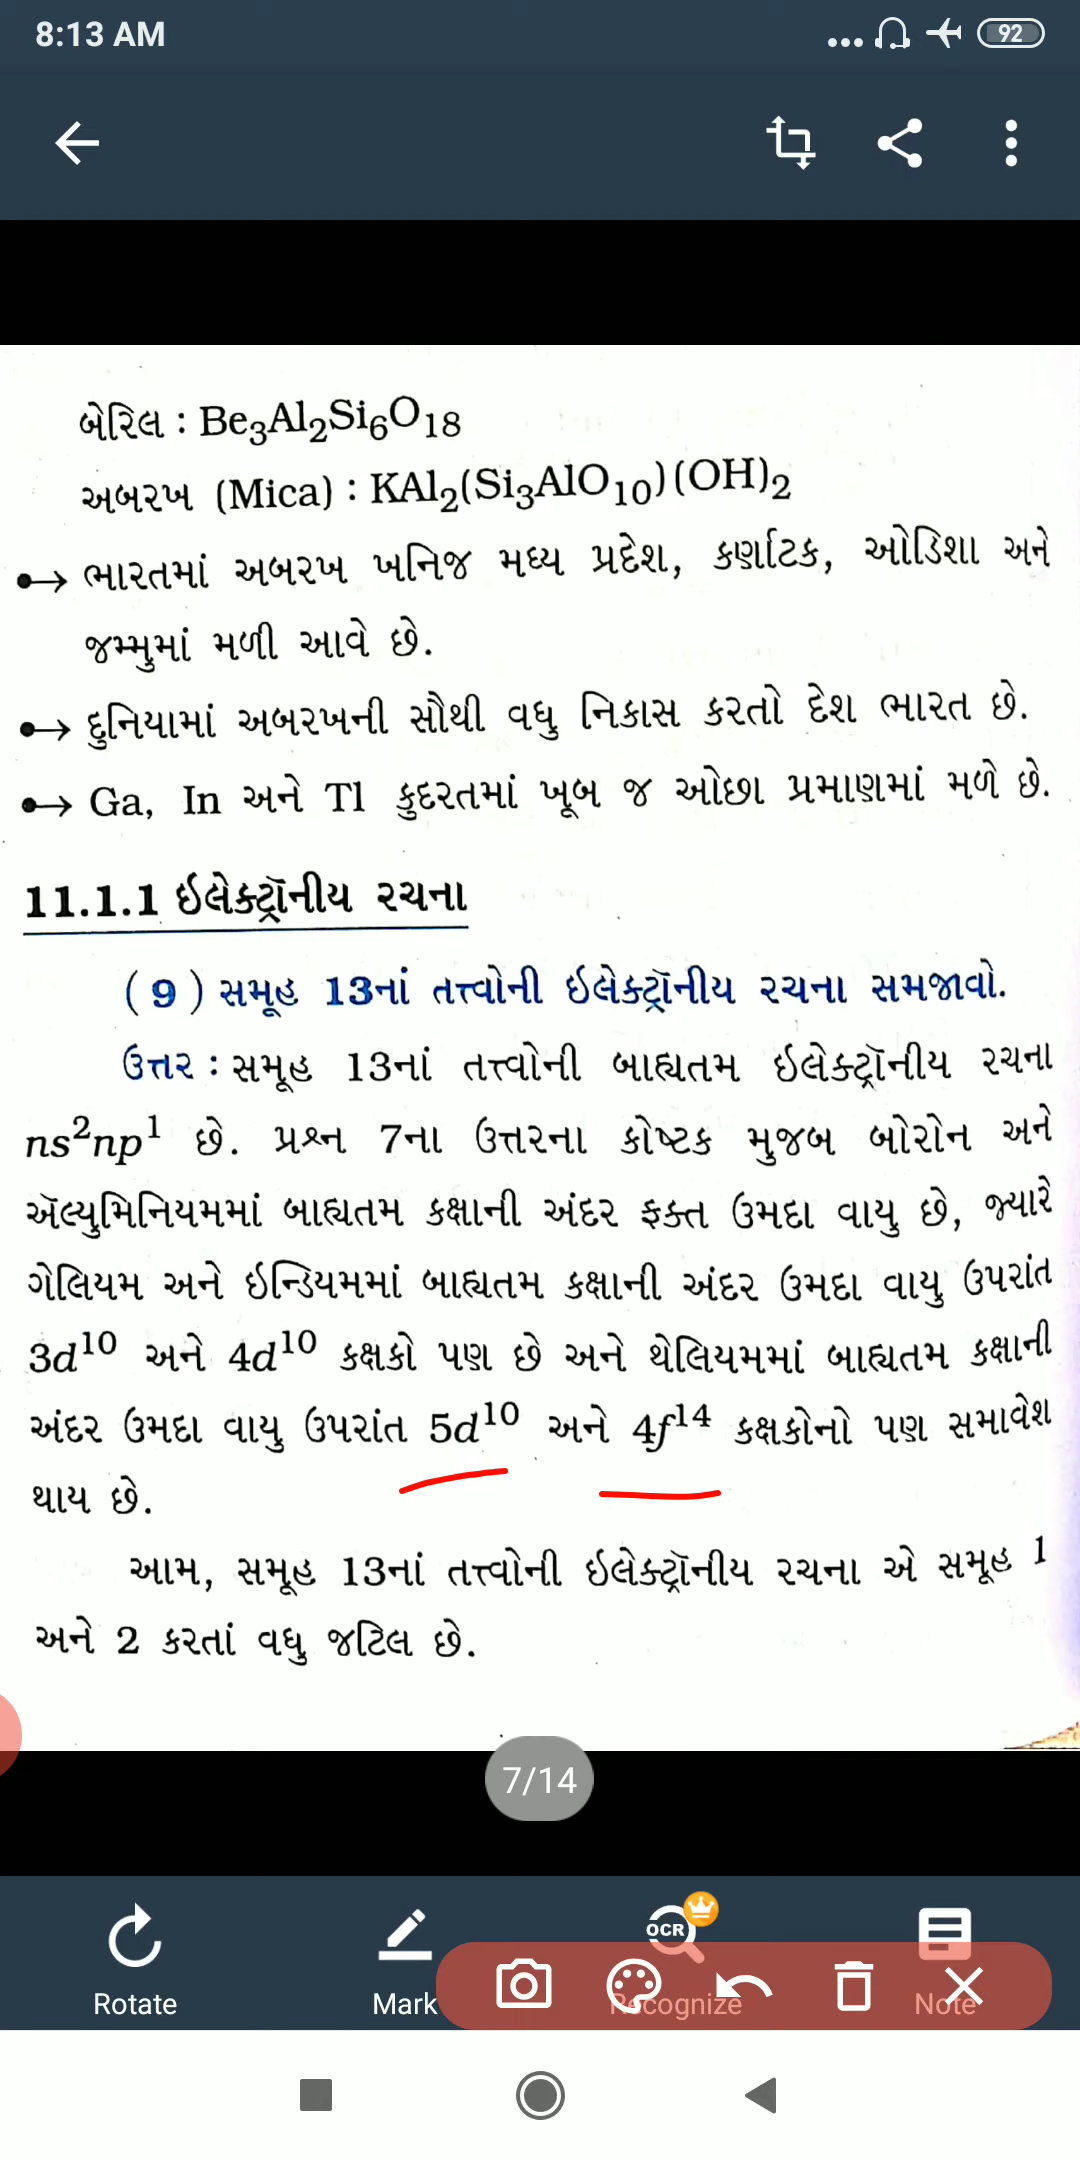 8:13 AM
92
બેરિલ : Be₃Al₂Si₆O₁₈
અબરખ (Mica) : KAl₂(Si₃AlO₁₀)(OH)₂
ભારતમાં અબરખ ખનિજ મધ્ય પ્રદેશ, કર્ણાટક, ઓડિશા અને
જમ્મુમાં મળી આવે છે.
દુનિયામાં અબરખની સૌથી વધુ નિકાસ કરતો દેશ ભારત છે.
Ga, In અને Tl કુદરતમાં ખૂબ જ ઓછા પ્રમાણમાં મળે છે.
11.1.1 ઇલેક્ટ્રૉનીય રચના
(9) સમૂહ 13નાં તત્ત્વોની ઇલેક્ટ્રૉનીય રચના સમજાવો.
ઉત્તર : સમૂહ 13નાં તત્ત્વોની બાહ્યતમ ઇલેક્ટ્રૉનીય રચના
ns²np¹ છે. પ્રશ્ન 7ના ઉત્તરના કોષ્ટક મુજબ બોરોન અને
ઍલ્યુમિનિયમમાં બાહ્યતમ કક્ષાની અંદર ફક્ત ઉમદા વાયુ છે, જ્યારે
ગેલિયમ અને ઇન્ડિયમમાં બાહ્યતમ કક્ષાની અંદર ઉમદા વાયુ ઉપરાંત
3d¹⁰ અને 4d¹⁰ કક્ષકો પણ છે અને થેલિયમમાં બાહ્યતમ કક્ષાની
અંદર ઉમદા વાયુ ઉપરાંત 5d¹⁰ અને 4f¹⁴ કક્ષકોનો પણ સમાવેશ
થાય છે.
આમ, સમૂહ 13નાં તત્ત્વોની ઇલેક્ટ્રૉનીય રચના એ સમૂહ 1
અને 2 કરતાં વધુ જટિલ છે.
7/14
OCR
Rotate
Mark
Recognize
Note